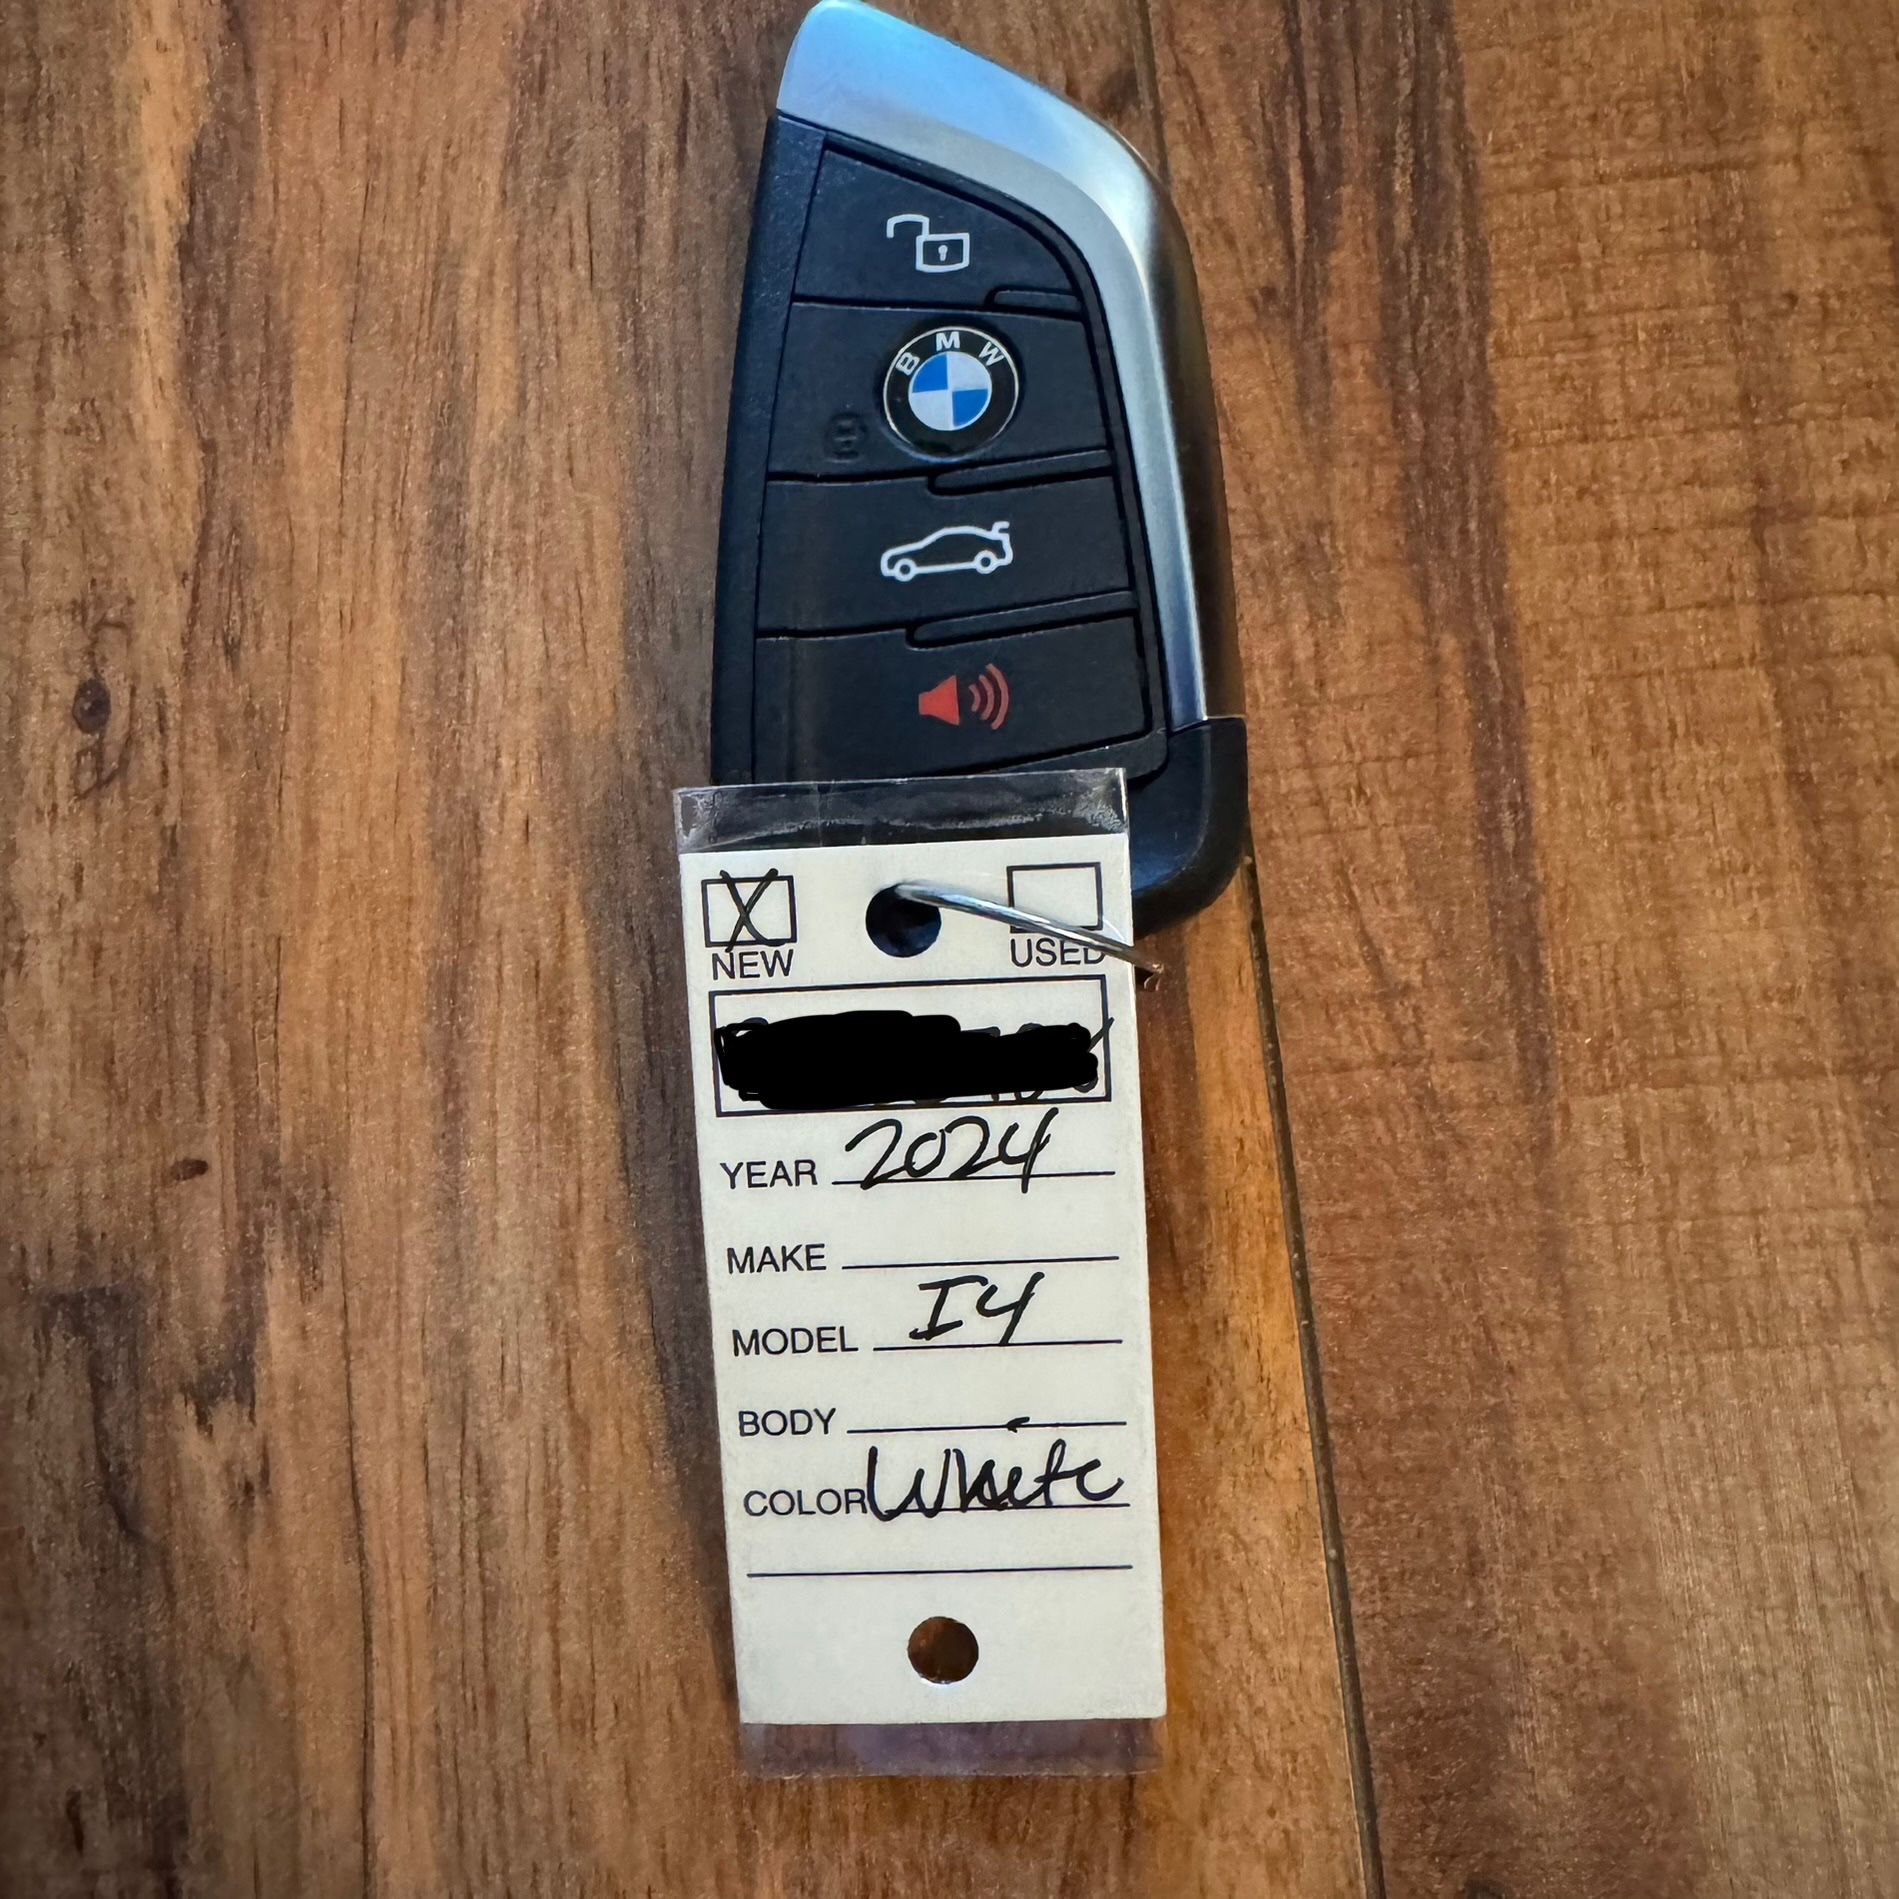 BMW
X
NEW USED
YEAR 2024
MAKE
MODEL I4
BODY
COLOR White